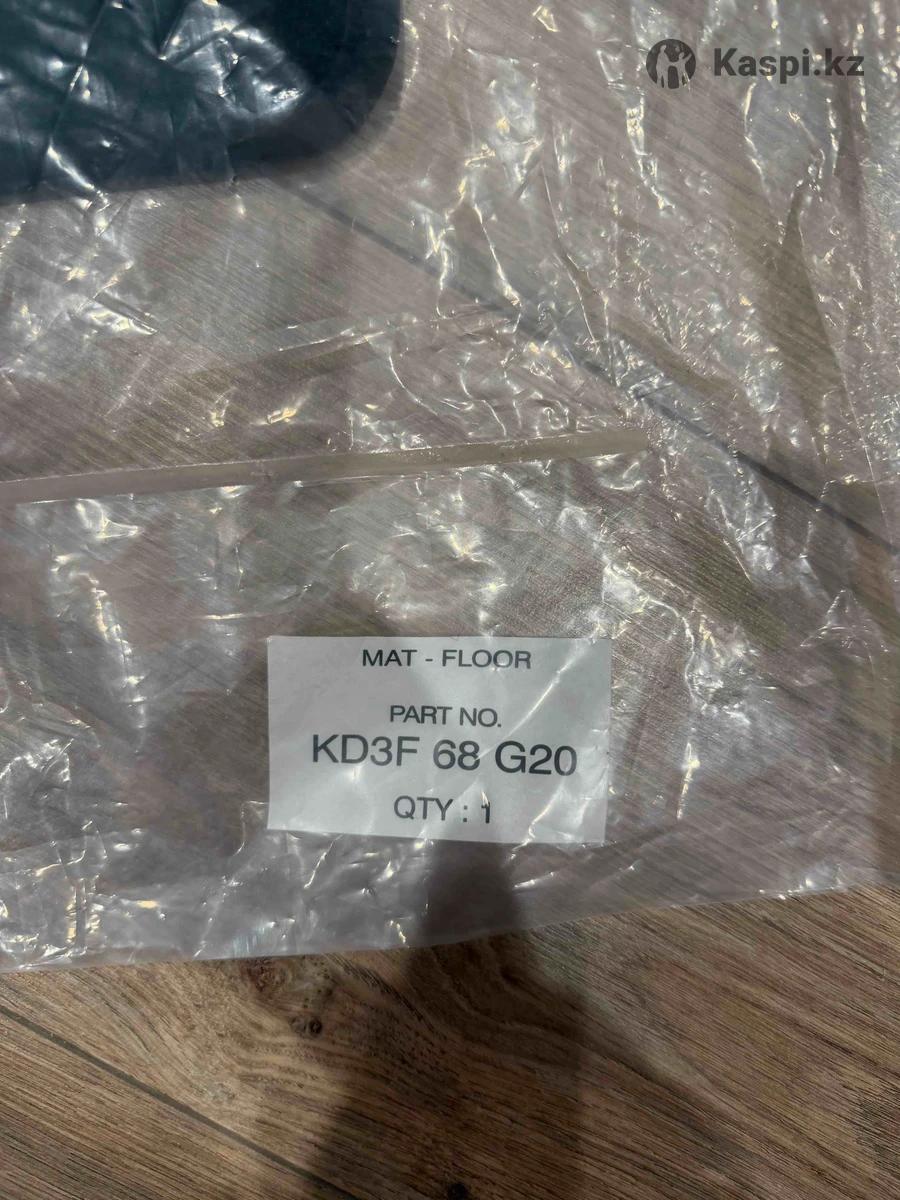 Kaspi.kz
MAT - FLOOR
PART NO.
KD3F 68 G20
QTY : 1